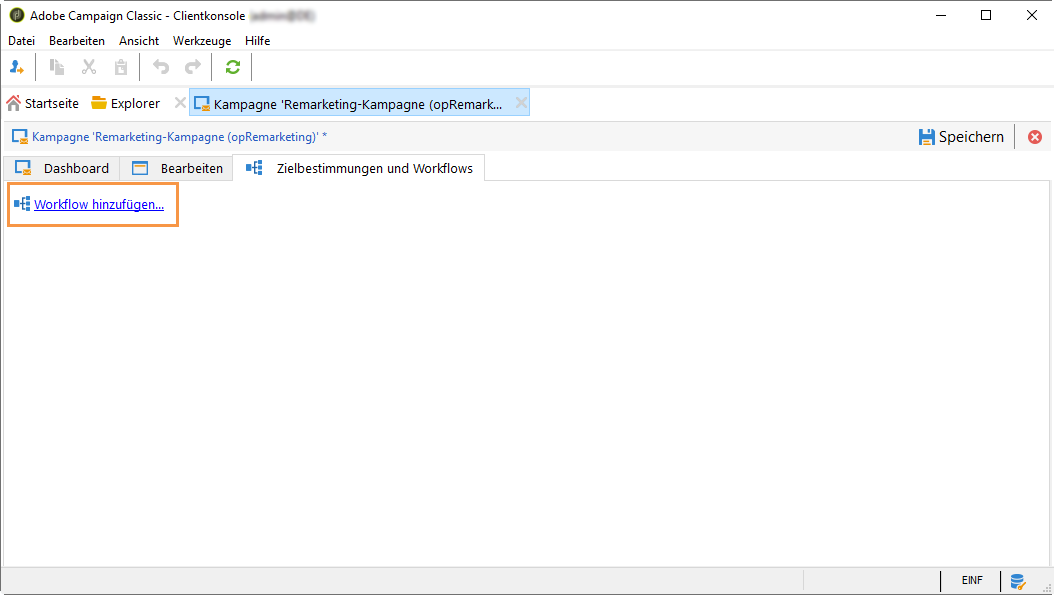 Adobe Campaign Classic - Clientkonsole
Datei Bearbeiten Ansicht Werkzeuge Hilfe
Startseite Explorer Kampagne 'Remarketing-Kampagne (opRemark...
Kampagne 'Remarketing-Kampagne (opRemarketing)' * Speichern
Dashboard Bearbeiten Zielbestimmungen und Workflows
Workflow hinzufügen...
EINF